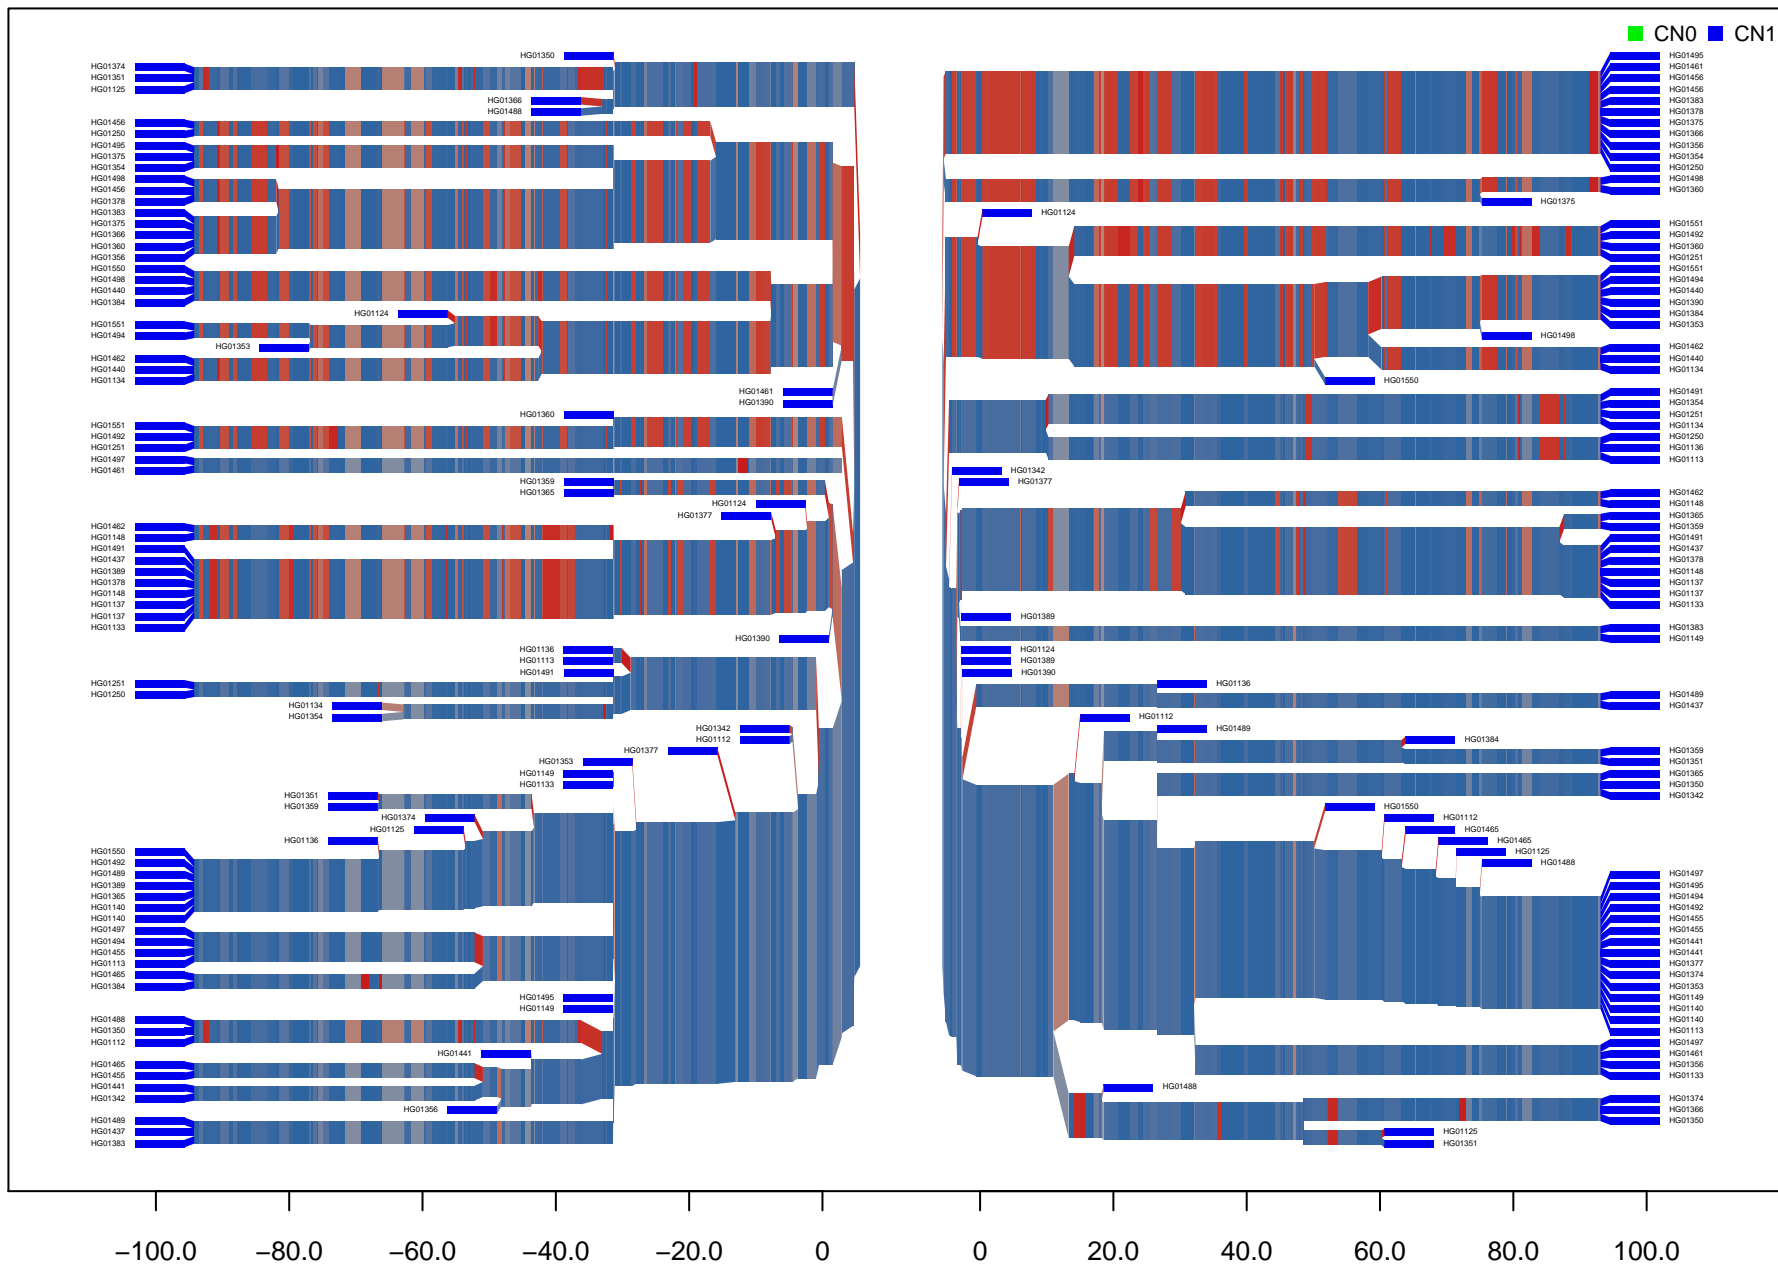 CN0 CN1
HG01350
HG01374
HG01351
HG01125
HG01366
HG01488
HG01456
HG01250
HG01495
HG01375
HG01354
HG01498
HG01456
HG01378
HG01383
HG01375
HG01366
HG01360
HG01356
HG01550
HG01498
HG01440
HG01384
HG01124
HG01551
HG01494
HG01353
HG01462
HG01440
HG01134
HG01461
HG01390
HG01360
HG01551
HG01492
HG01251
HG01497
HG01461
HG01359
HG01365
HG01124
HG01377
HG01462
HG01148
HG01491
HG01437
HG01389
HG01378
HG01148
HG01137
HG01137
HG01133
HG01390
HG01136
HG01113
HG01491
HG01251
HG01250
HG01134
HG01354
HG01342
HG01112
HG01377
HG01353
HG01149
HG01133
HG01351
HG01359
HG01374
HG01125
HG01136
HG01550
HG01492
HG01489
HG01389
HG01365
HG01140
HG01140
HG01497
HG01494
HG01455
HG01113
HG01465
HG01384
HG01495
HG01149
HG01488
HG01350
HG01112
HG01441
HG01465
HG01455
HG01441
HG01342
HG01356
HG01489
HG01437
HG01383
HG01495
HG01461
HG01456
HG01456
HG01383
HG01378
HG01375
HG01366
HG01356
HG01354
HG01250
HG01498
HG01360
HG01375
HG01124
HG01551
HG01492
HG01360
HG01251
HG01551
HG01494
HG01440
HG01390
HG01384
HG01353
HG01498
HG01462
HG01440
HG01134
HG01550
HG01491
HG01354
HG01251
HG01134
HG01250
HG01136
HG01113
HG01342
HG01377
HG01462
HG01148
HG01365
HG01359
HG01491
HG01437
HG01378
HG01148
HG01137
HG01137
HG01133
HG01389
HG01383
HG01149
HG01124
HG01389
HG01390
HG01136
HG01489
HG01437
HG01112
HG01489
HG01384
HG01359
HG01351
HG01365
HG01350
HG01342
HG01550
HG01112
HG01465
HG01465
HG01125
HG01488
HG01497
HG01495
HG01494
HG01492
HG01455
HG01455
HG01441
HG01441
HG01377
HG01374
HG01353
HG01149
HG01140
HG01140
HG01113
HG01497
HG01461
HG01356
HG01133
HG01488
HG01374
HG01366
HG01350
HG01125
HG01351
−100.0 −80.0 −60.0 −40.0 −20.0 0 0 20.0 40.0 60.0 80.0 100.0